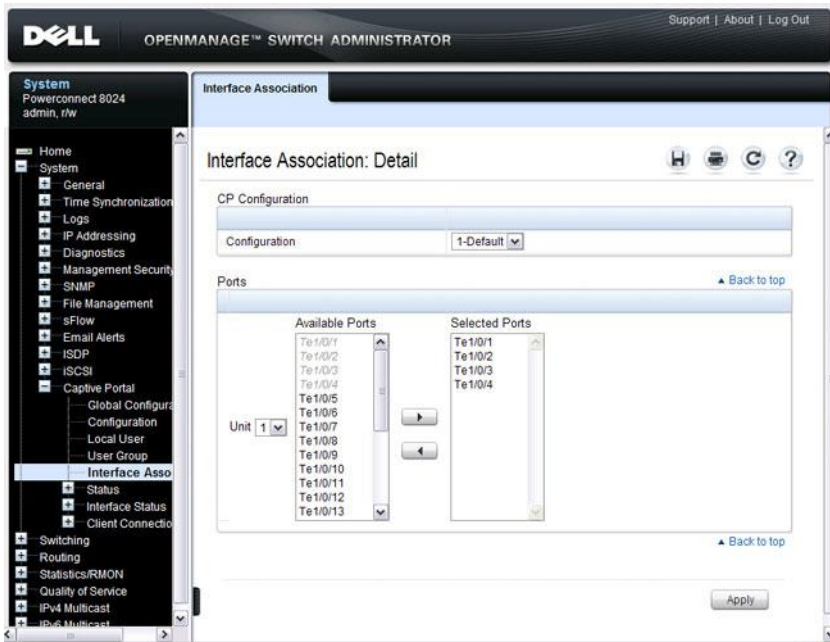 Support | About | Log Out
DELL OPENMANAGE™ SWITCH ADMINISTRATOR
System
Powerconnect 8024
admin, r/w
Home
System
General
Time Synchronization
Logs
IP Addressing
Diagnostics
Management Security
SNMP
File Management
sFlow
Email Alerts
ISDP
iSCSI
Captive Portal
Global Configura
Configuration
Local User
User Group
Interface Asso
Status
Interface Status
Client Connectio
Switching
Routing
Statistics/RMON
Quality of Service
IPv4 Multicast
IPv6 Multicast
Interface Association
Interface Association: Detail
CP Configuration
Configuration 1-Default
Ports Back to top
Available Ports Selected Ports
Te1/0/1 Te1/0/1
Te1/0/2 Te1/0/2
Te1/0/3 Te1/0/3
Te1/0/4 Te1/0/4
Te1/0/5
Te1/0/6
Unit 1 Te1/0/7
Te1/0/8
Te1/0/9
Te1/0/10
Te1/0/11
Te1/0/12
Te1/0/13
Back to top
Apply